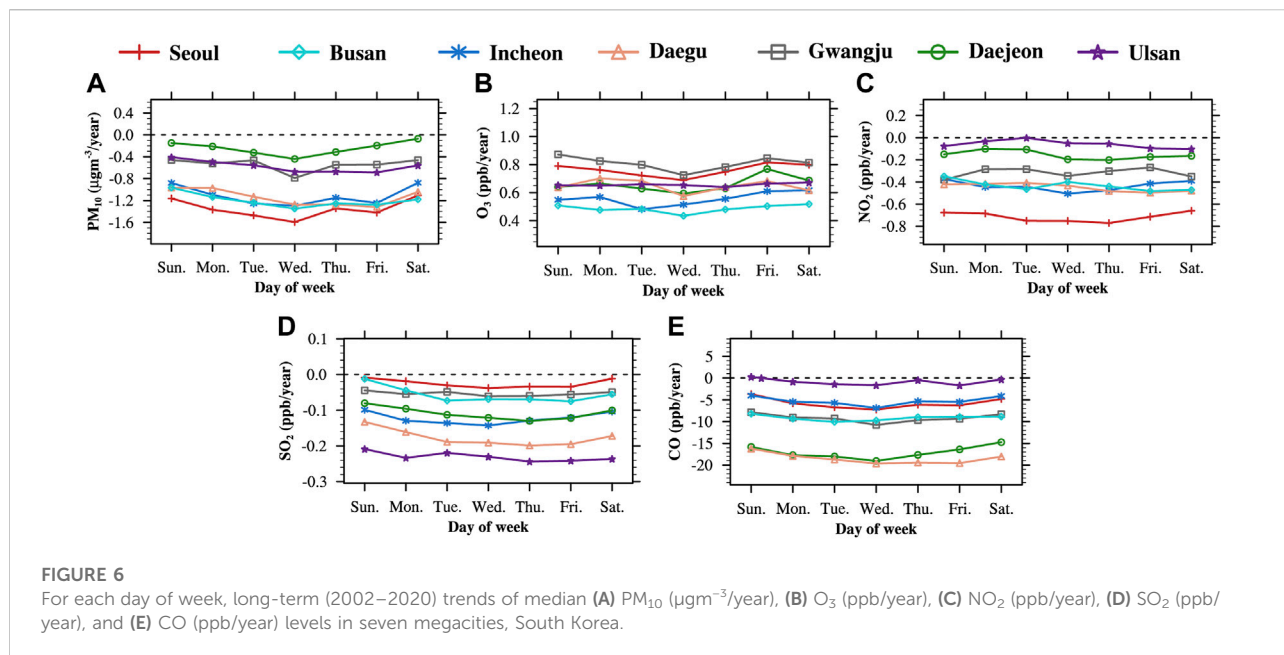 Seoul Busan Incheon Daegu Gwangju Daejeon Ulsan
A
PM₁₀ (μgm⁻³/year)
0.4
0.0
-0.4
-0.8
-1.2
-1.6
Sun. Mon. Tue. Wed. Thu. Fri. Sat.
Day of week
B
O₃ (ppb/year)
1.2
1.0
0.8
0.6
0.4
Sun. Mon. Tue. Wed. Thu. Fri. Sat.
Day of week
C
NO₂ (ppb/year)
0.2
0.0
-0.2
-0.4
-0.6
-0.8
Sun. Mon. Tue. Wed. Thu. Fri. Sat.
Day of week
D
SO₂ (ppb/year)
0.1
0.0
-0.1
-0.2
-0.3
Sun. Mon. Tue. Wed. Thu. Fri. Sat.
Day of week
E
CO (ppb/year)
5
0
-5
-10
-15
-20
Sun. Mon. Tue. Wed. Thu. Fri. Sat.
Day of week
FIGURE 6
For each day of week, long-term (2002–2020) trends of median (A) PM₁₀ (μgm⁻³/year), (B) O₃ (ppb/year), (C) NO₂ (ppb/year), (D) SO₂ (ppb/
year), and (E) CO (ppb/year) levels in seven megacities, South Korea.